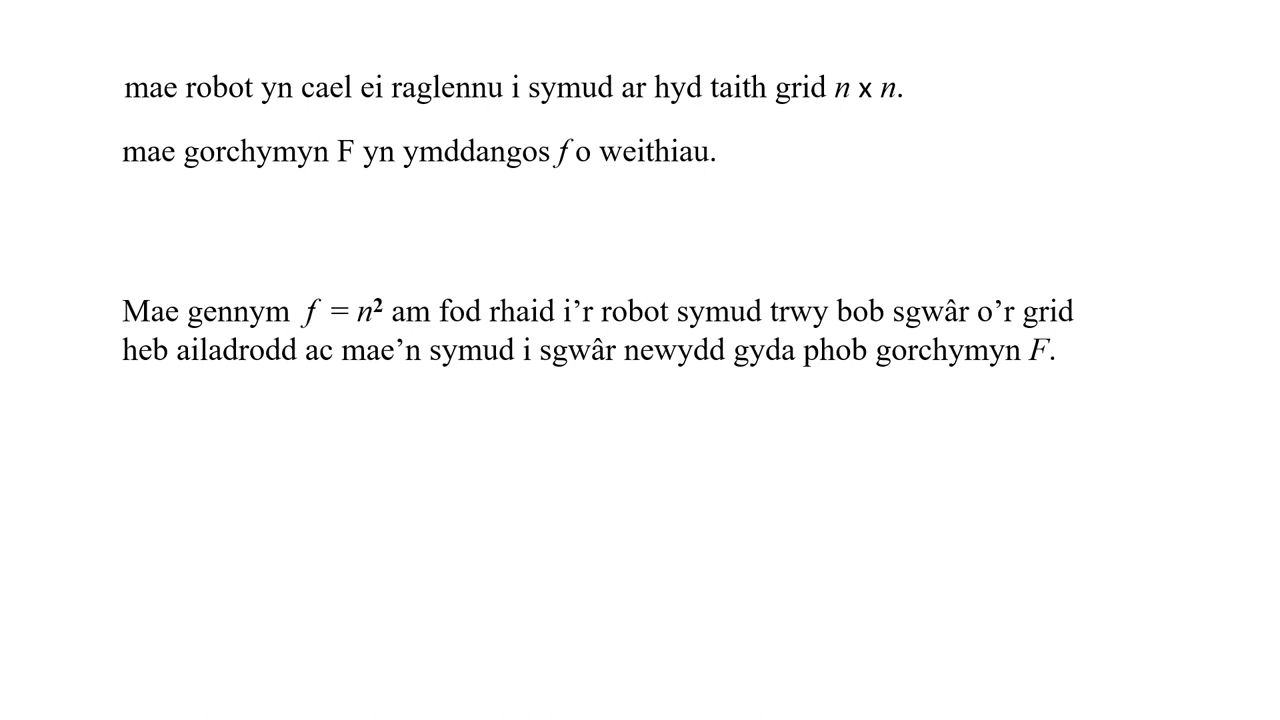 mae robot yn cael ei raglennu i symud ar hyd taith grid n x n.
mae gorchymyn F yn ymddangos f o weithiau.
Mae gennym f = n² am fod rhaid i’r robot symud trwy bob sgwâr o’r grid
heb ailadrodd ac mae’n symud i sgwâr newydd gyda phob gorchymyn F.